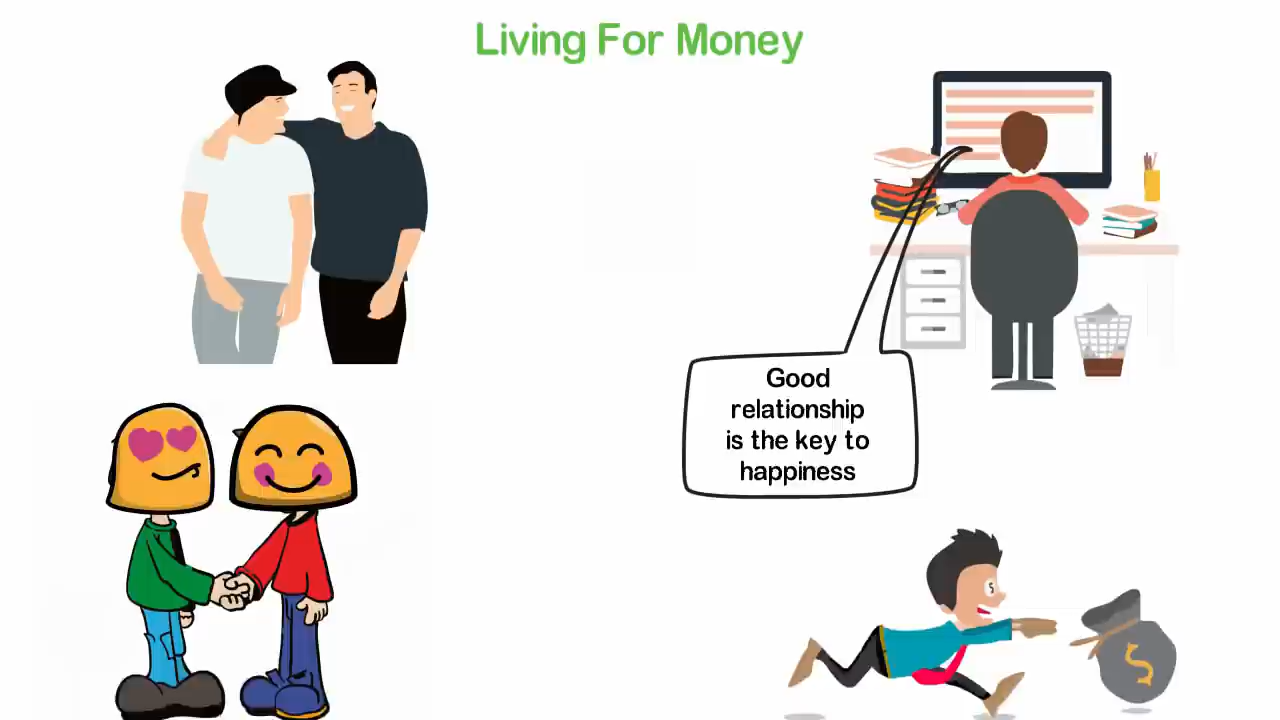 Living For Money
Good
relationship
is the key to
happiness
$
$